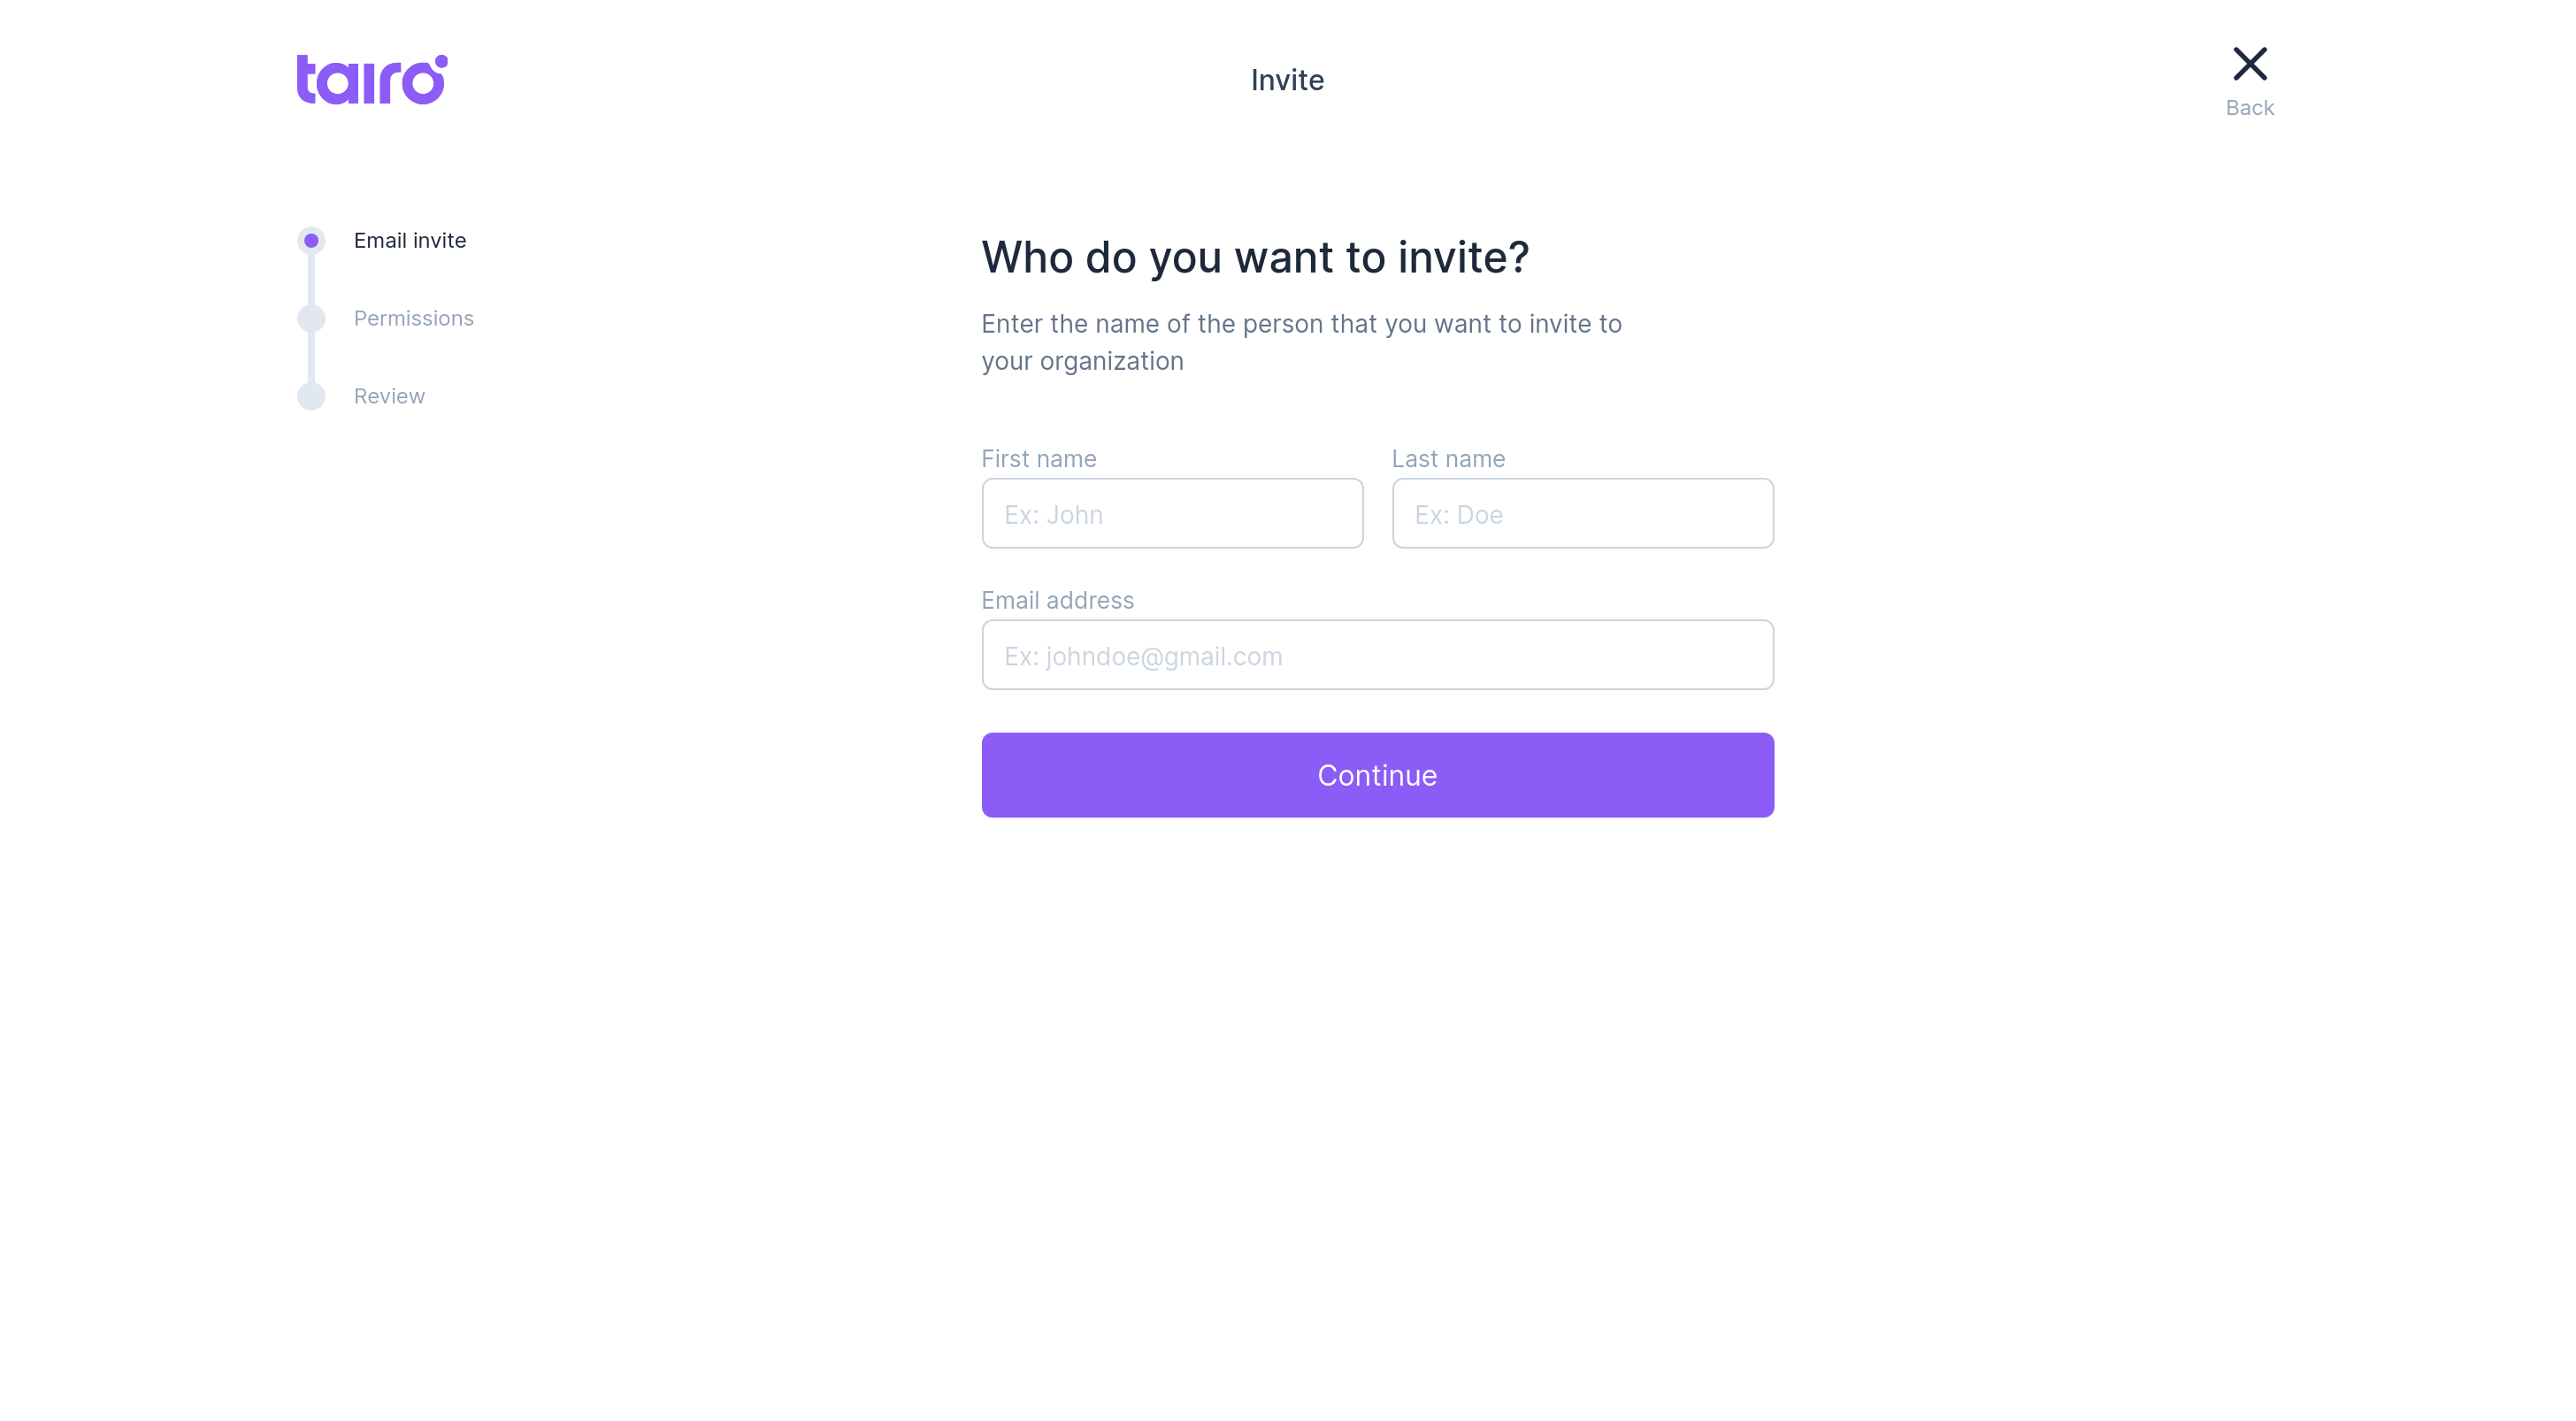 tairo
Invite
Back
Email invite
Permissions
Review
Who do you want to invite?
Enter the name of the person that you want to invite to
your organization
First name
Last name
Ex: John
Ex: Doe
Email address
Ex: johndoe@gmail.com
Continue